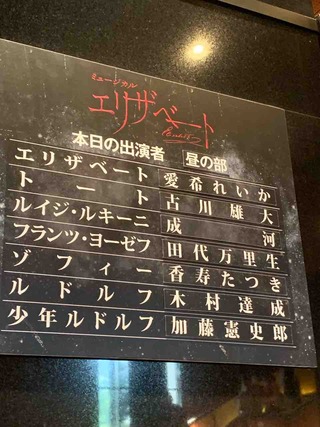 ミュージカル
エリザベート
本日の出演者 昼の部
エリザベート 愛希れいか
トート 古川雄大
ルイジ・ルキーニ 成河
フランツ・ヨーゼフ 田代万里生
ゾフィー 香寿たつき
ルドルフ 木村達成
少年ルドルフ 加藤憲史郎